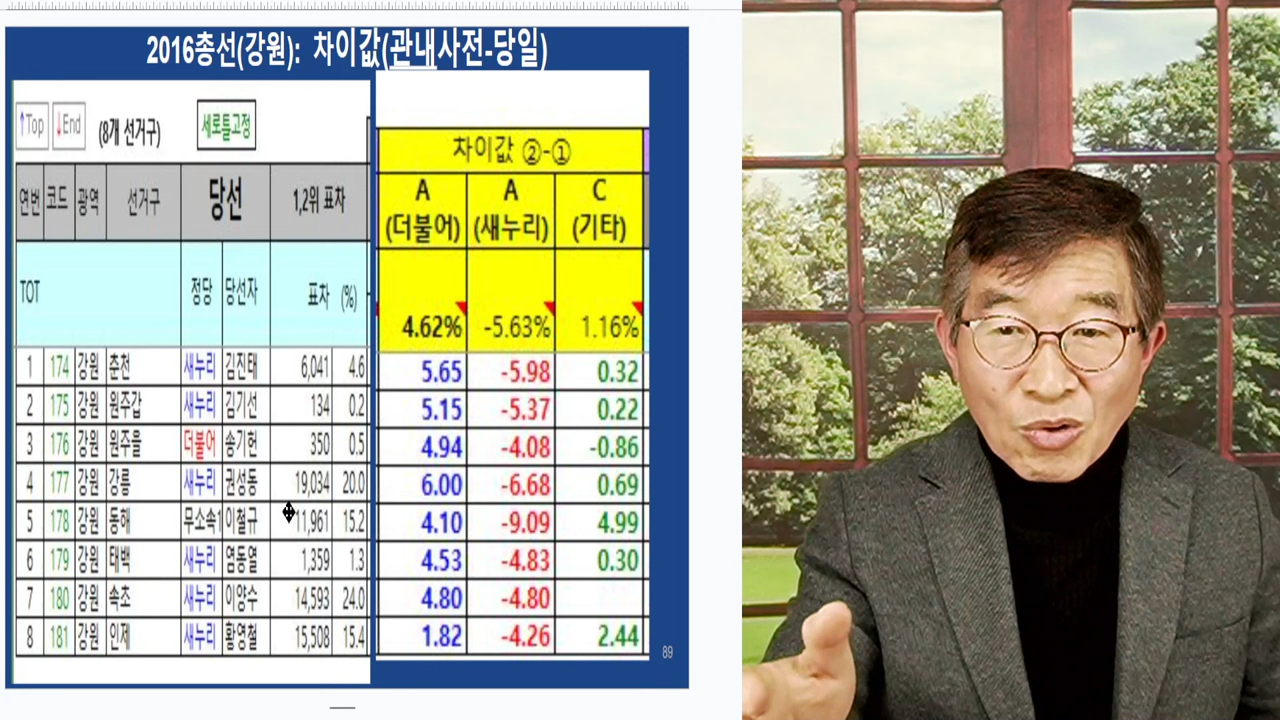 2016총선(강원): 차이값(관내사전-당일)
↑Top ↓End (8개 선거구) 세로틀고정
차이값 ②-①
연번 코드 광역 선거구 당선 1,2위 표차 A (더불어) A (새누리) C (기타)
TOT 정당 당선자 표차 (%) 4.62% -5.63% 1.16%
1 174 강원 춘천 새누리 김진태 6,041 4.6 5.65 -5.98 0.32
2 175 강원 원주갑 새누리 김기선 134 0.2 5.15 -5.37 0.22
3 176 강원 원주을 더불어 송기헌 350 0.5 4.94 -4.08 -0.86
4 177 강원 강릉 새누리 권성동 19,034 20.0 6.00 -6.68 0.69
5 178 강원 동해 무소속1 이철규 11,961 15.2 4.10 -9.09 4.99
6 179 강원 태백 새누리 염동열 1,359 1.3 4.53 -4.83 0.30
7 180 강원 속초 새누리 이양수 14,593 24.0 4.80 -4.80
8 181 강원 인제 새누리 황영철 15,508 15.4 1.82 -4.26 2.44
89